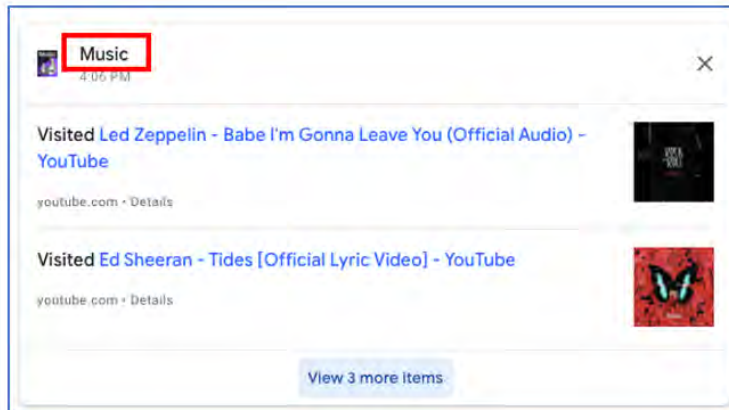 Music
4:06 PM
Visited Led Zeppelin - Babe I'm Gonna Leave You (Official Audio) -
YouTube
youtube.com • Details
Visited Ed Sheeran - Tides [Official Lyric Video] - YouTube
youtube.com • Details
View 3 more items